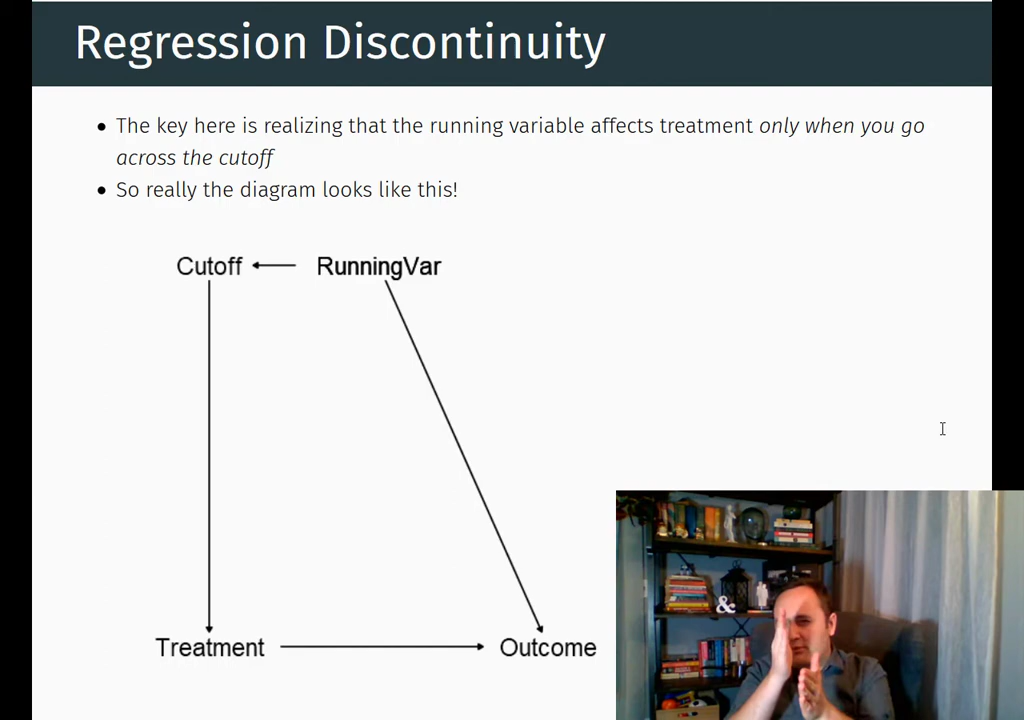 Regression Discontinuity
• The key here is realizing that the running variable affects treatment only when you go
across the cutoff
• So really the diagram looks like this!
Cutoff RunningVar
Treatment Outcome
&